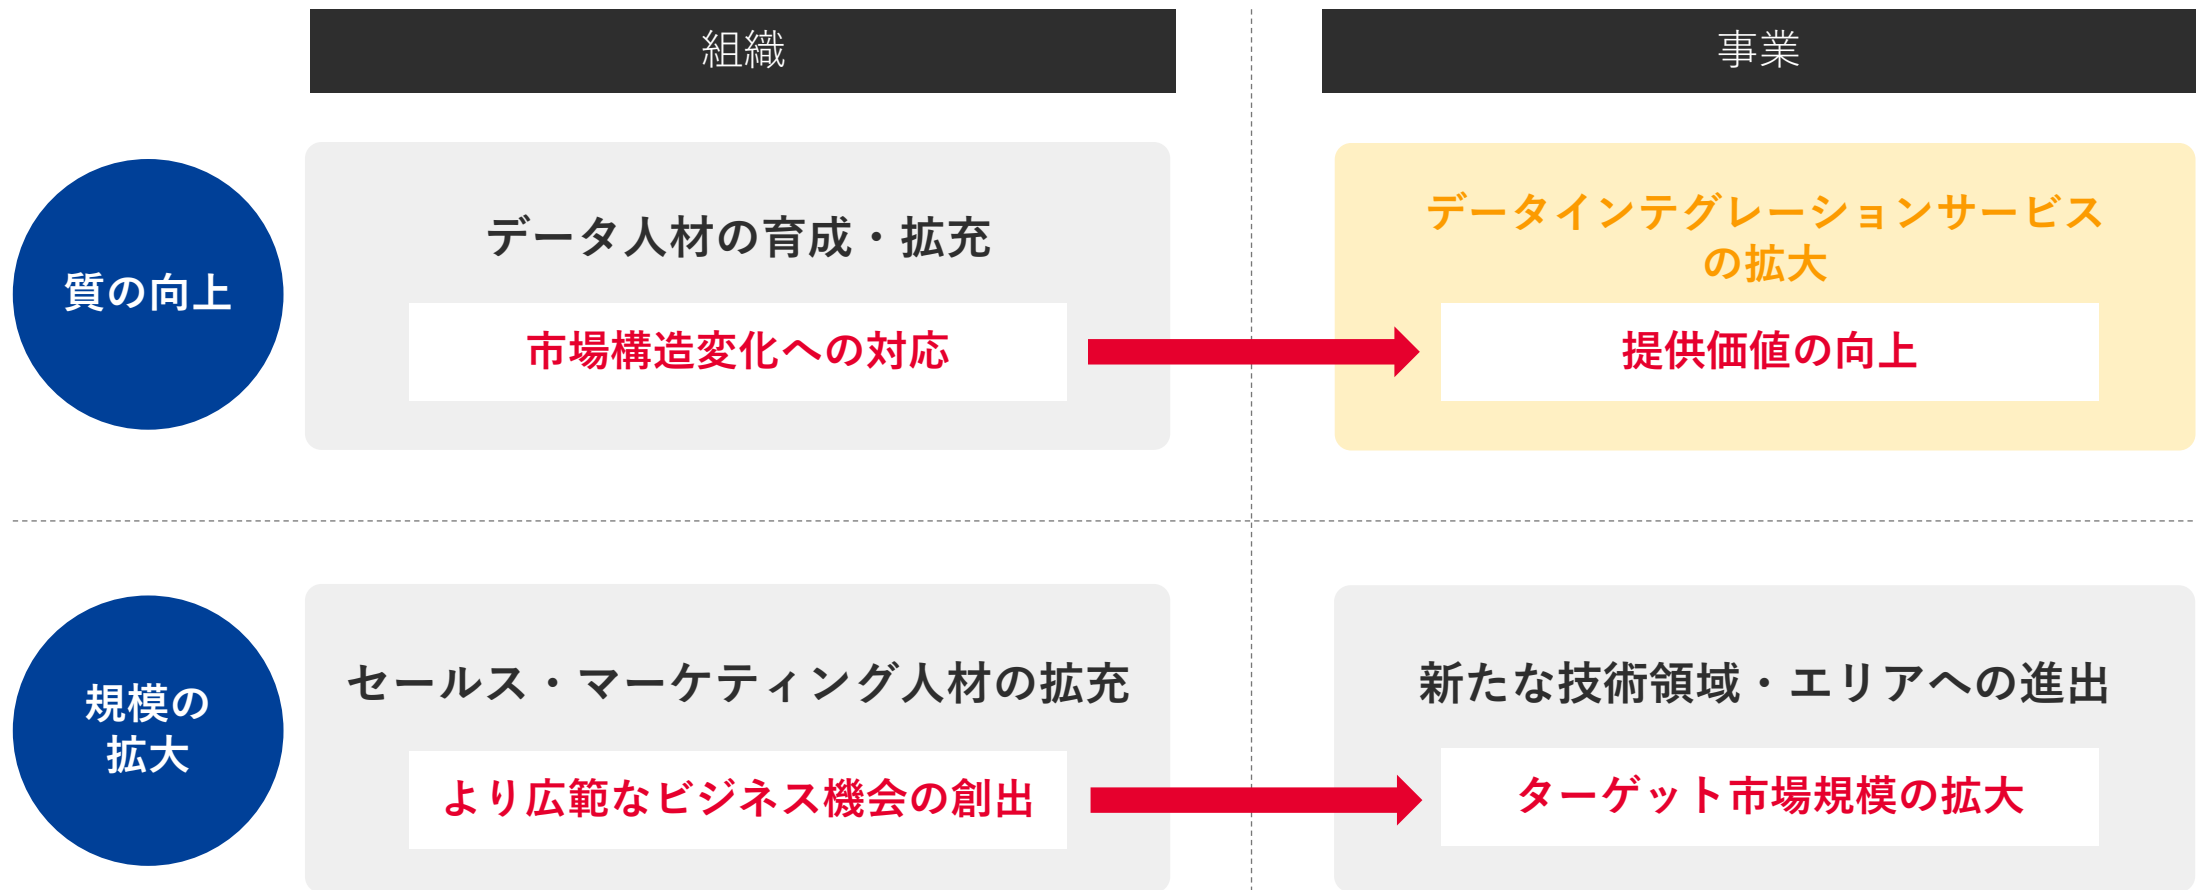 組織
事業
質の向上
データ人材の育成・拡充
市場構造変化への対応
データインテグレーションサービス
の拡大
提供価値の向上
規模の
拡大
セールス・マーケティング人材の拡充
より広範なビジネス機会の創出
新たな技術領域・エリアへの進出
ターゲット市場規模の拡大